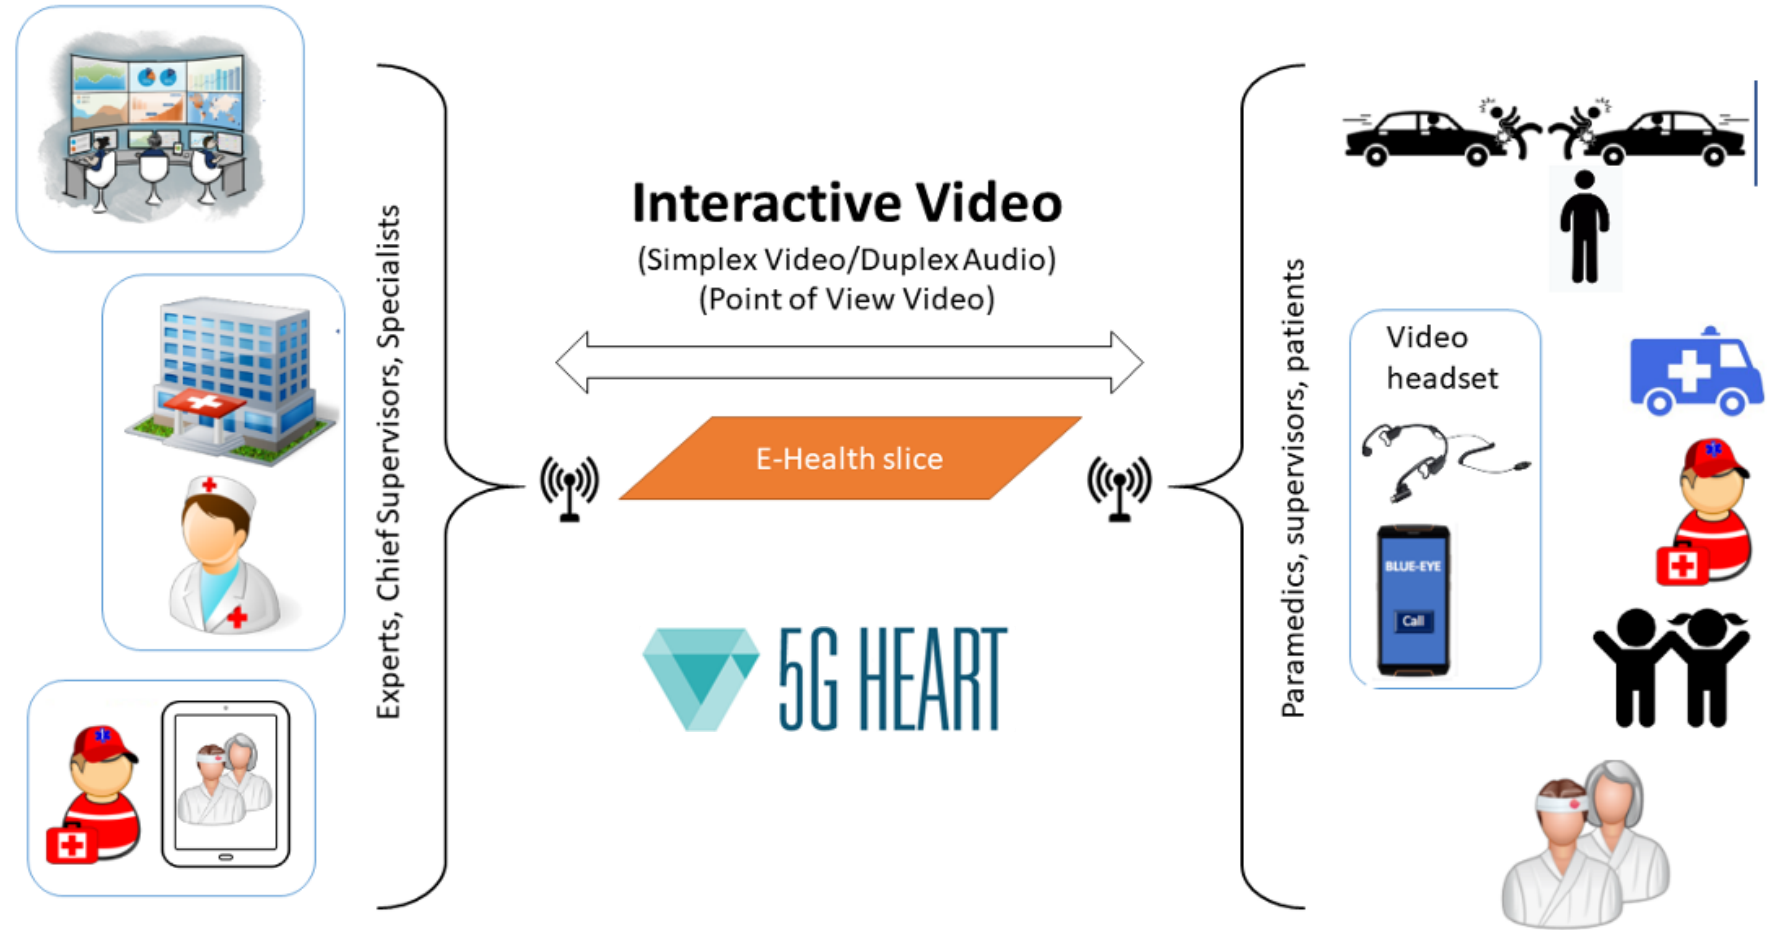 Experts, Chief Supervisors, Specialists
Interactive Video
(Simplex Video/Duplex Audio)
(Point of View Video)
E-Health slice
5G HEART
Paramedics, supervisors, patients
Video
headset
BLUE-EYE
Call